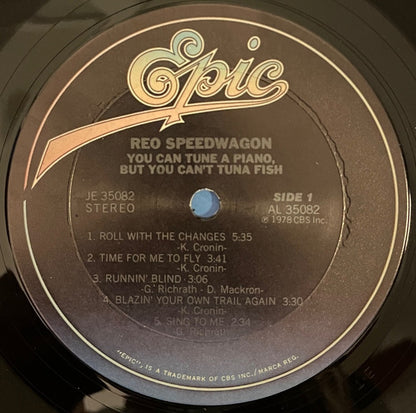 Epic
REO SPEEDWAGON
YOU CAN TUNE A PIANO,
BUT YOU CAN'T TUNA FISH
JE 35082
STEREO
SIDE 1
AL 35082
℗ 1978 CBS Inc.
1. ROLL WITH THE CHANGES 5:35
-K. Cronin-
2. TIME FOR ME TO FLY 3:41
-K. Cronin-
3. RUNNIN' BLIND 3:06
-G. Richrath - D. Mackron-
4. BLAZIN' YOUR OWN TRAIL AGAIN 3:30
-K. Cronin-
5. SING TO ME 2:34
-G. Richrath-
"EPIC", IS A TRADEMARK OF CBS INC./MARCA REG.